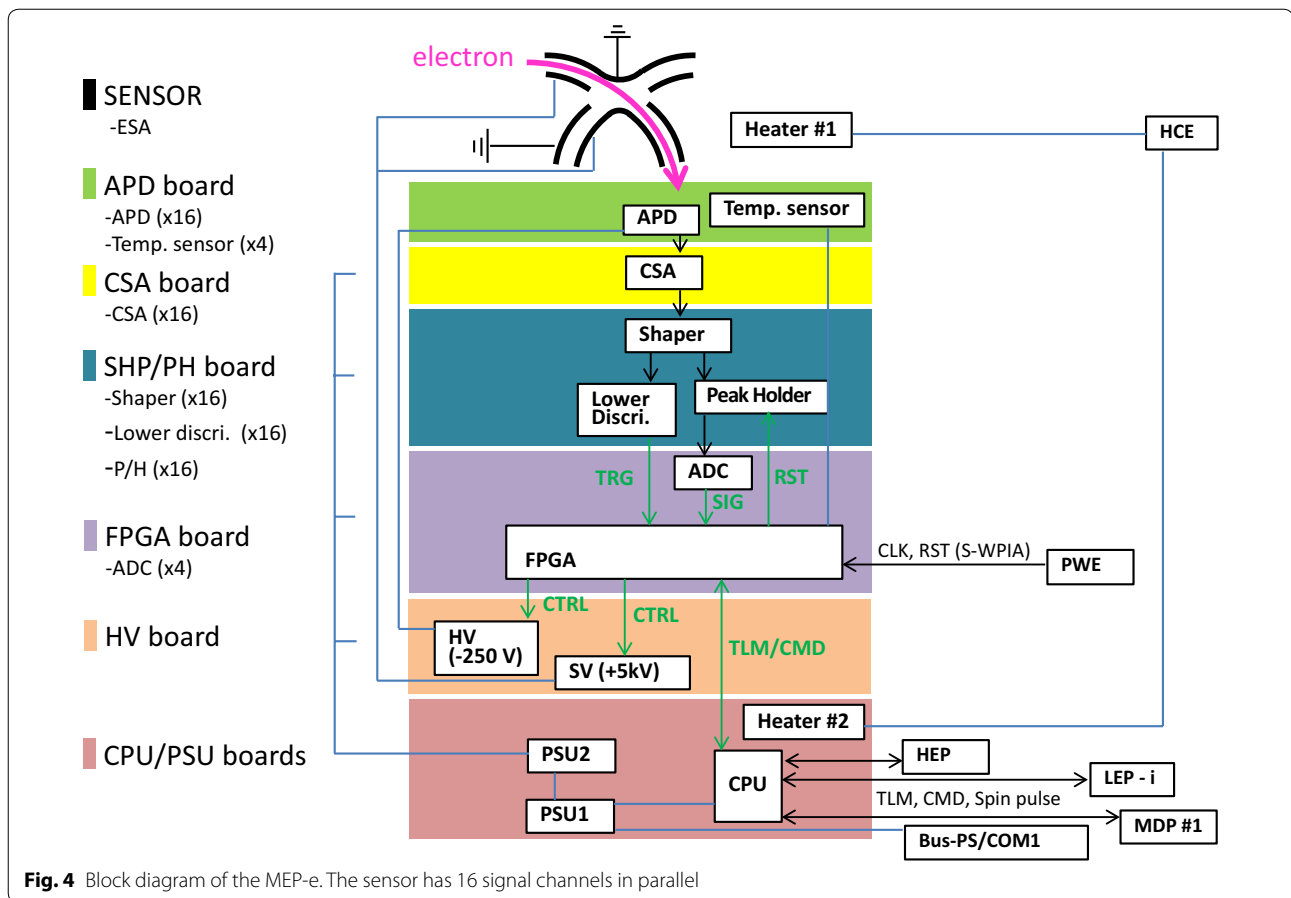 electron
SENSOR
-ESA
Heater #1
HCE
APD board
-APD (x16)
-Temp. sensor (x4)
APD
Temp. sensor
CSA board
-CSA (x16)
CSA
SHP/PH board
-Shaper (x16)
-Lower discri. (x16)
-P/H (x16)
Shaper
Lower
Discri.
Peak Holder
FPGA board
-ADC (x4)
TRG
ADC
SIG
RST
FPGA
CLK, RST (S-WPIA)
PWE
HV board
CTRL
CTRL
TLM/CMD
HV
(-250 V)
SV (+5kV)
CPU/PSU boards
Heater #2
PSU2
PSU1
CPU
HEP
LEP - i
TLM, CMD, Spin pulse
MDP #1
Bus-PS/COM1
Fig. 4 Block diagram of the MEP-e. The sensor has 16 signal channels in parallel